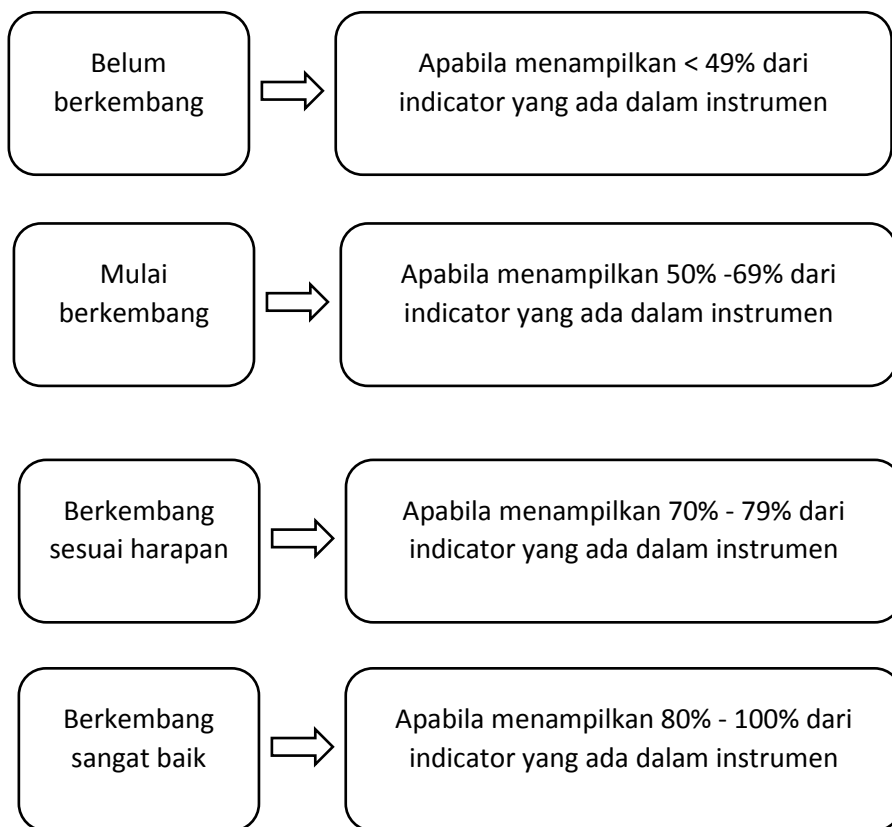 Belum
berkembang
Apabila menampilkan < 49% dari
indicator yang ada dalam instrumen
Mulai
berkembang
Apabila menampilkan 50% -69% dari
indicator yang ada dalam instrumen
Berkembang
sesuai harapan
Apabila menampilkan 70% - 79% dari
indicator yang ada dalam instrumen
Berkembang
sangat baik
Apabila menampilkan 80% - 100% dari
indicator yang ada dalam instrumen